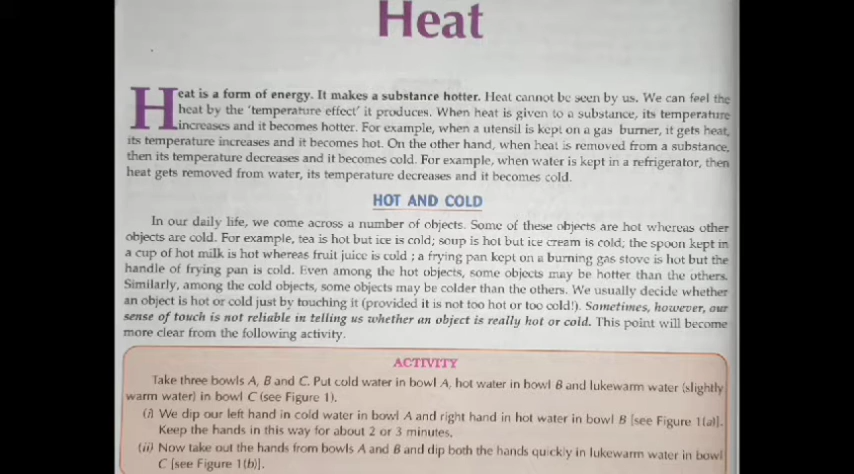 Heat
Heat is a form of energy. It makes a substance hotter. Heat cannot be seen by us. We can feel the
heat by the 'temperature effect' it produces. When heat is given to a substance, its temperature
increases and it becomes hotter. For example, when a utensil is kept on a gas burner, it gets heat,
its temperature increases and it becomes hot. On the other hand, when heat is removed from a substance,
then its temperature decreases and it becomes cold. For example, when water is kept in a refrigerator, then
heat gets removed from water, its temperature decreases and it becomes cold.
HOT AND COLD
In our daily life, we come across a number of objects. Some of these objects are hot whereas other
objects are cold. For example, tea is hot but ice is cold; soup is hot but ice cream is cold; the spoon kept in
a cup of hot milk is hot whereas fruit juice is cold ; a frying pan kept on a burning gas stove is hot but the
handle of frying pan is cold. Even among the hot objects, some objects may be hotter than the others.
Similarly, among the cold objects, some objects may be colder than the others. We usually decide whether
an object is hot or cold just by touching it (provided it is not too hot or too cold!). Sometimes, however, our
sense of touch is not reliable in telling us whether an object is really hot or cold. This point will become
more clear from the following activity.
ACTIVITY
Take three bowls A, B and C. Put cold water in bowl A, hot water in bowl B and lukewarm water (slightly
warm water) in bowl C (see Figure 1).
(i) We dip our left hand in cold water in bowl A and right hand in hot water in bowl B [see Figure 1(a)].
Keep the hands in this way for about 2 or 3 minutes.
(ii) Now take out the hands from bowls A and B and dip both the hands quickly in lukewarm water in bowl
C [see Figure 1(b)].